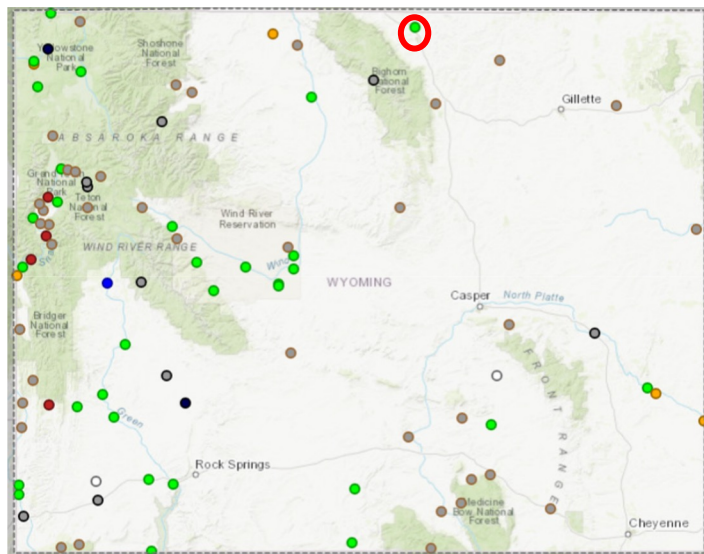 Yellowstone
National
Park
Shoshone
National
Forest
Bighorn
National
Forest
Gillette
ABSAROKA RANGE
Grand Teton
National
Park
Teton
National
Forest
Wind River
Reservation
WIND RIVER RANGE
Wind
WYOMING
Casper
North Platte
Bridger
National
Forest
FRONT RANGE
Green
Rock Springs
Medicine
Bow National
Forest
Cheyenne